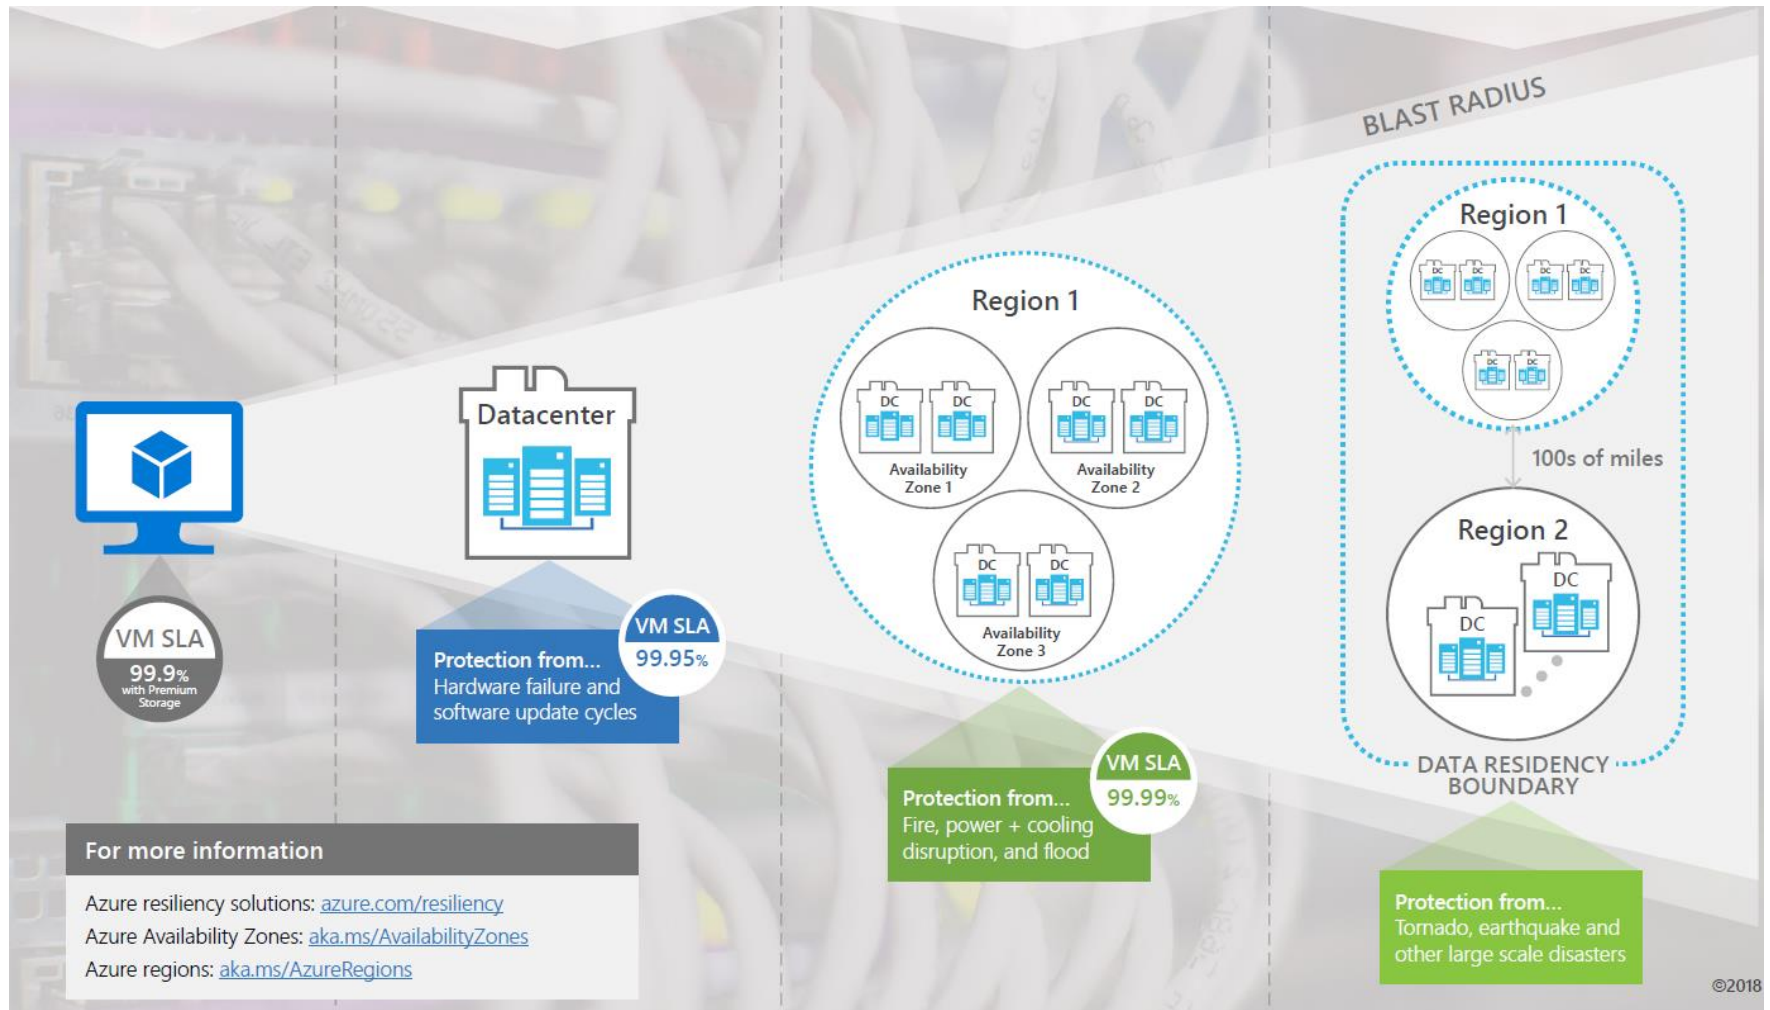 BLAST RADIUS
VM SLA
99.9%
with Premium
Storage
Datacenter
VM SLA
99.95%
Protection from...
Hardware failure and
software update cycles
Region 1
DC
DC
Availability
Zone 1
DC
DC
Availability
Zone 2
DC
DC
Availability
Zone 3
VM SLA
99.99%
Protection from...
Fire, power + cooling
disruption, and flood
Region 1
DC
DC
DC
DC
DC
DC
100s of miles
Region 2
DC
DC
DATA RESIDENCY
BOUNDARY
Protection from...
Tornado, earthquake and
other large scale disasters
For more information
Azure resiliency solutions: azure.com/resiliency
Azure Availability Zones: aka.ms/AvailabilityZones
Azure regions: aka.ms/AzureRegions
©2018